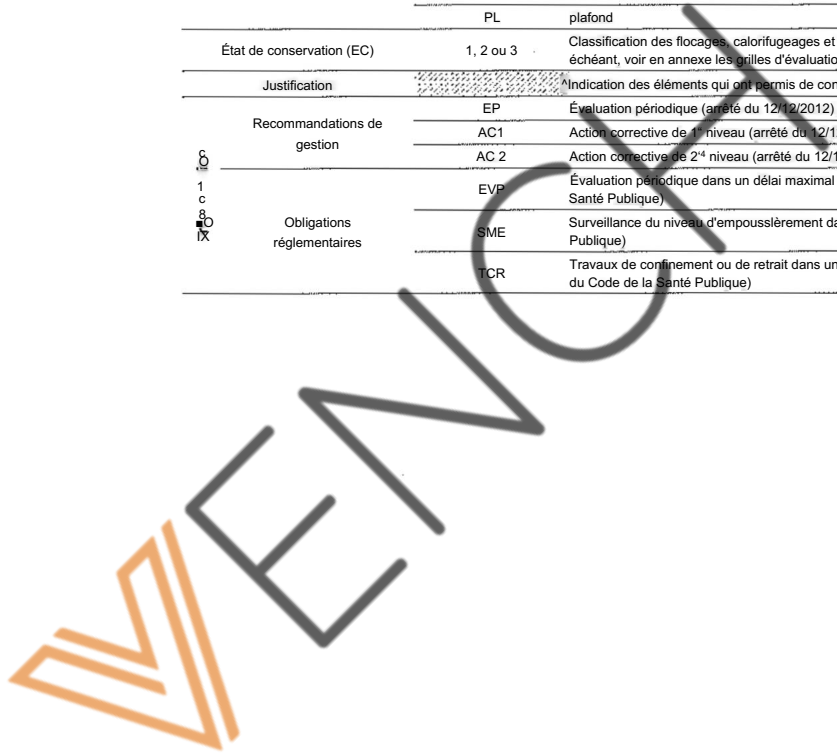 PL plafond
État de conservation (EC) 1, 2 ou 3 Classification des flocages, calorifugeages et
échéant, voir en annexe les grilles d'évaluatio
Justification ^Indication des éléments qui ont permis de con
Recommandations de gestion
EP Évaluation périodique (arrêté du 12/12/2012)
AC1 Action corrective de 1" niveau (arrêté du 12/1
AC 2 Action corrective de 2'4 niveau (arrêté du 12/1
Obligations réglementaires
EVP Évaluation périodique dans un délai maximal
Santé Publique)
SME Surveillance du niveau d'empousslèrement da
Publique)
TCR Travaux de confinement ou de retrait dans un
du Code de la Santé Publique)
VENCH